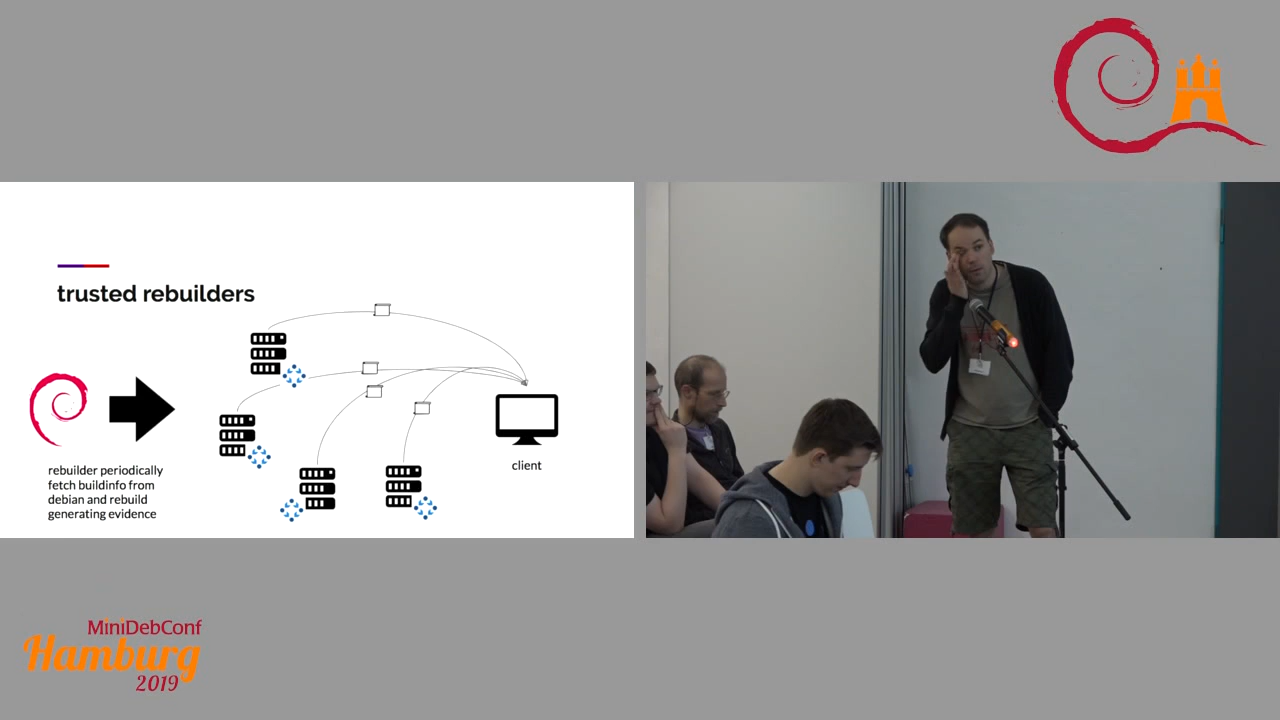 trusted rebuilders
rebuilder periodically
fetch buildinfo from
debian and rebuild
generating evidence
client
MiniDebConf
Hamburg
2019